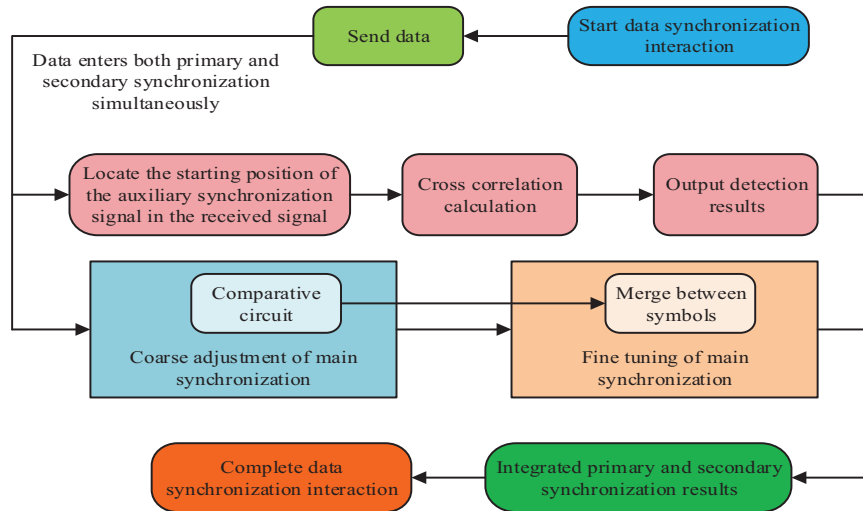 Send data
Start data synchronization
interaction
Data enters both primary and
secondary synchronization
simultaneously
Locate the starting position of
the auxiliary synchronization
signal in the received signal
Cross correlation
calculation
Output detection
results
Comparative
circuit
Coarse adjustment of main
synchronization
Merge between
symbols
Fine tuning of main
synchronization
Complete data
synchronization interaction
Integrated primary and secondary
synchronization results